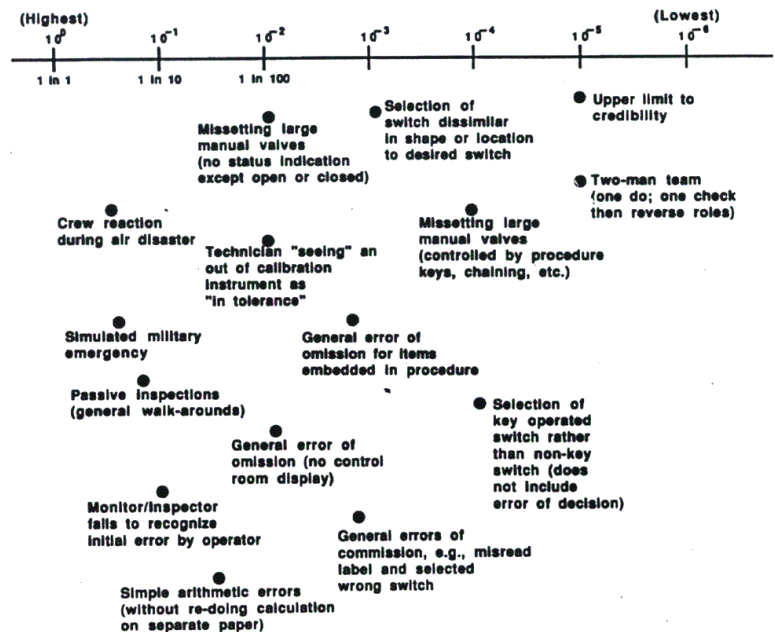 (Highest)
(Lowest)
10⁰ 10⁻¹ 10⁻² 10⁻³ 10⁻⁴ 10⁻⁵ 10⁻⁶
1 in 1 1 in 10 1 in 100
Missetting large
manual valves
(no status indication
except open or closed)
Selection of
switch dissimilar
in shape or location
to desired switch
Upper limit to
credibility
Two-man team
(one do; one check
then reverse roles)
Crew reaction
during air disaster
Technician "seeing" an
out of calibration
instrument as
"in tolerance"
Missetting large
manual valves
(controlled by procedure
keys, chaining, etc.)
Simulated military
emergency
General error of
omission for items
embedded in procedure
Passive inspections
(general walk-arounds)
General error of
omission (no control
room display)
Selection of
key operated
switch rather
than non-key
switch (does
not include
error of decision)
Monitor/Inspector
fails to recognize
initial error by operator
General errors of
commission, e.g., misread
label and selected
wrong switch
Simple arithmetic errors
(without re-doing calculation
on separate paper)